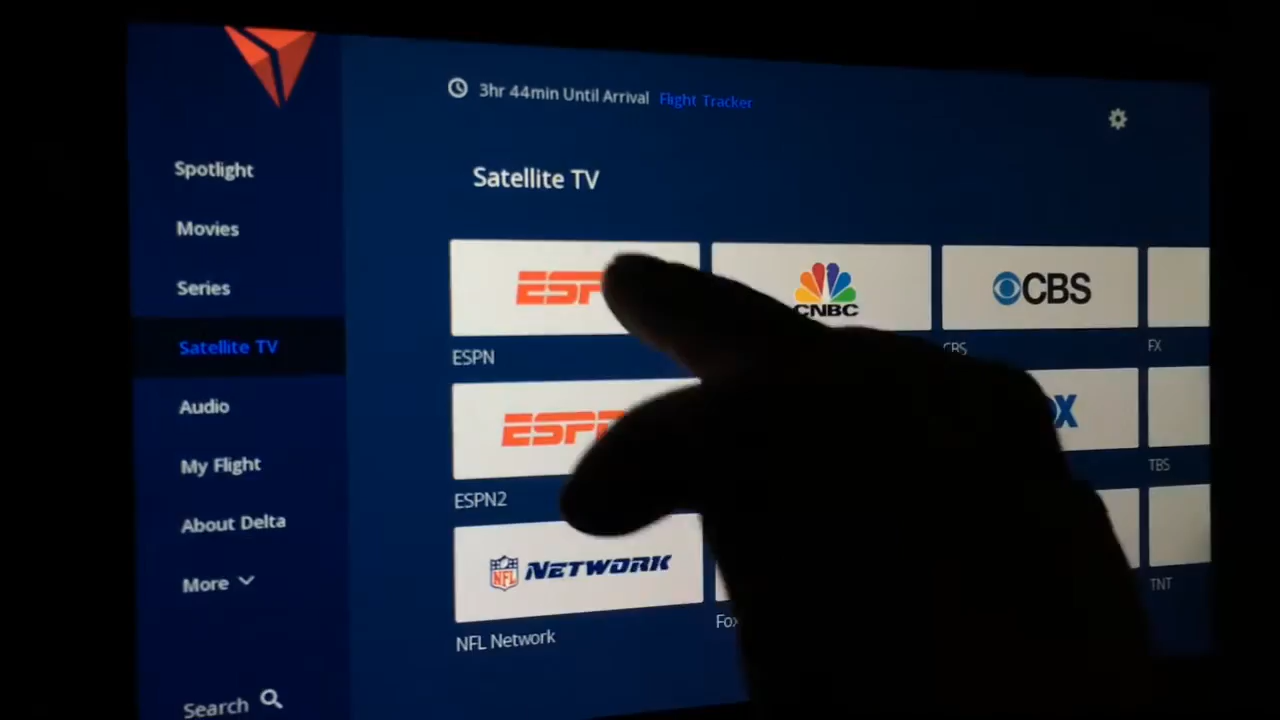 3hr 44min Until Arrival Flight Tracker
Spotlight
Movies
Series
Satellite TV
Audio
My Flight
About Delta
More
Search
Satellite TV
CNBC
CBS
ESPN
CBS
FX
ESPN2
TBS
NFL NETWORK
NFL Network
TNT